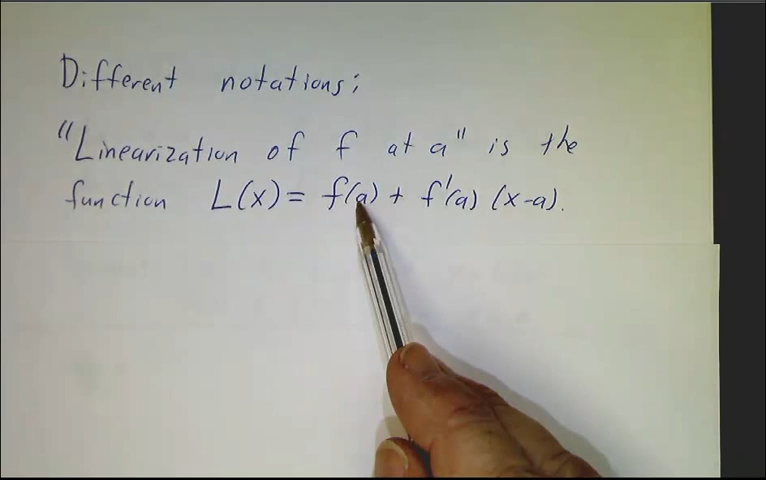 Different notations;
"Linearization of f at a" is the
function L(x) = f(a) + f'(a) (x-a).